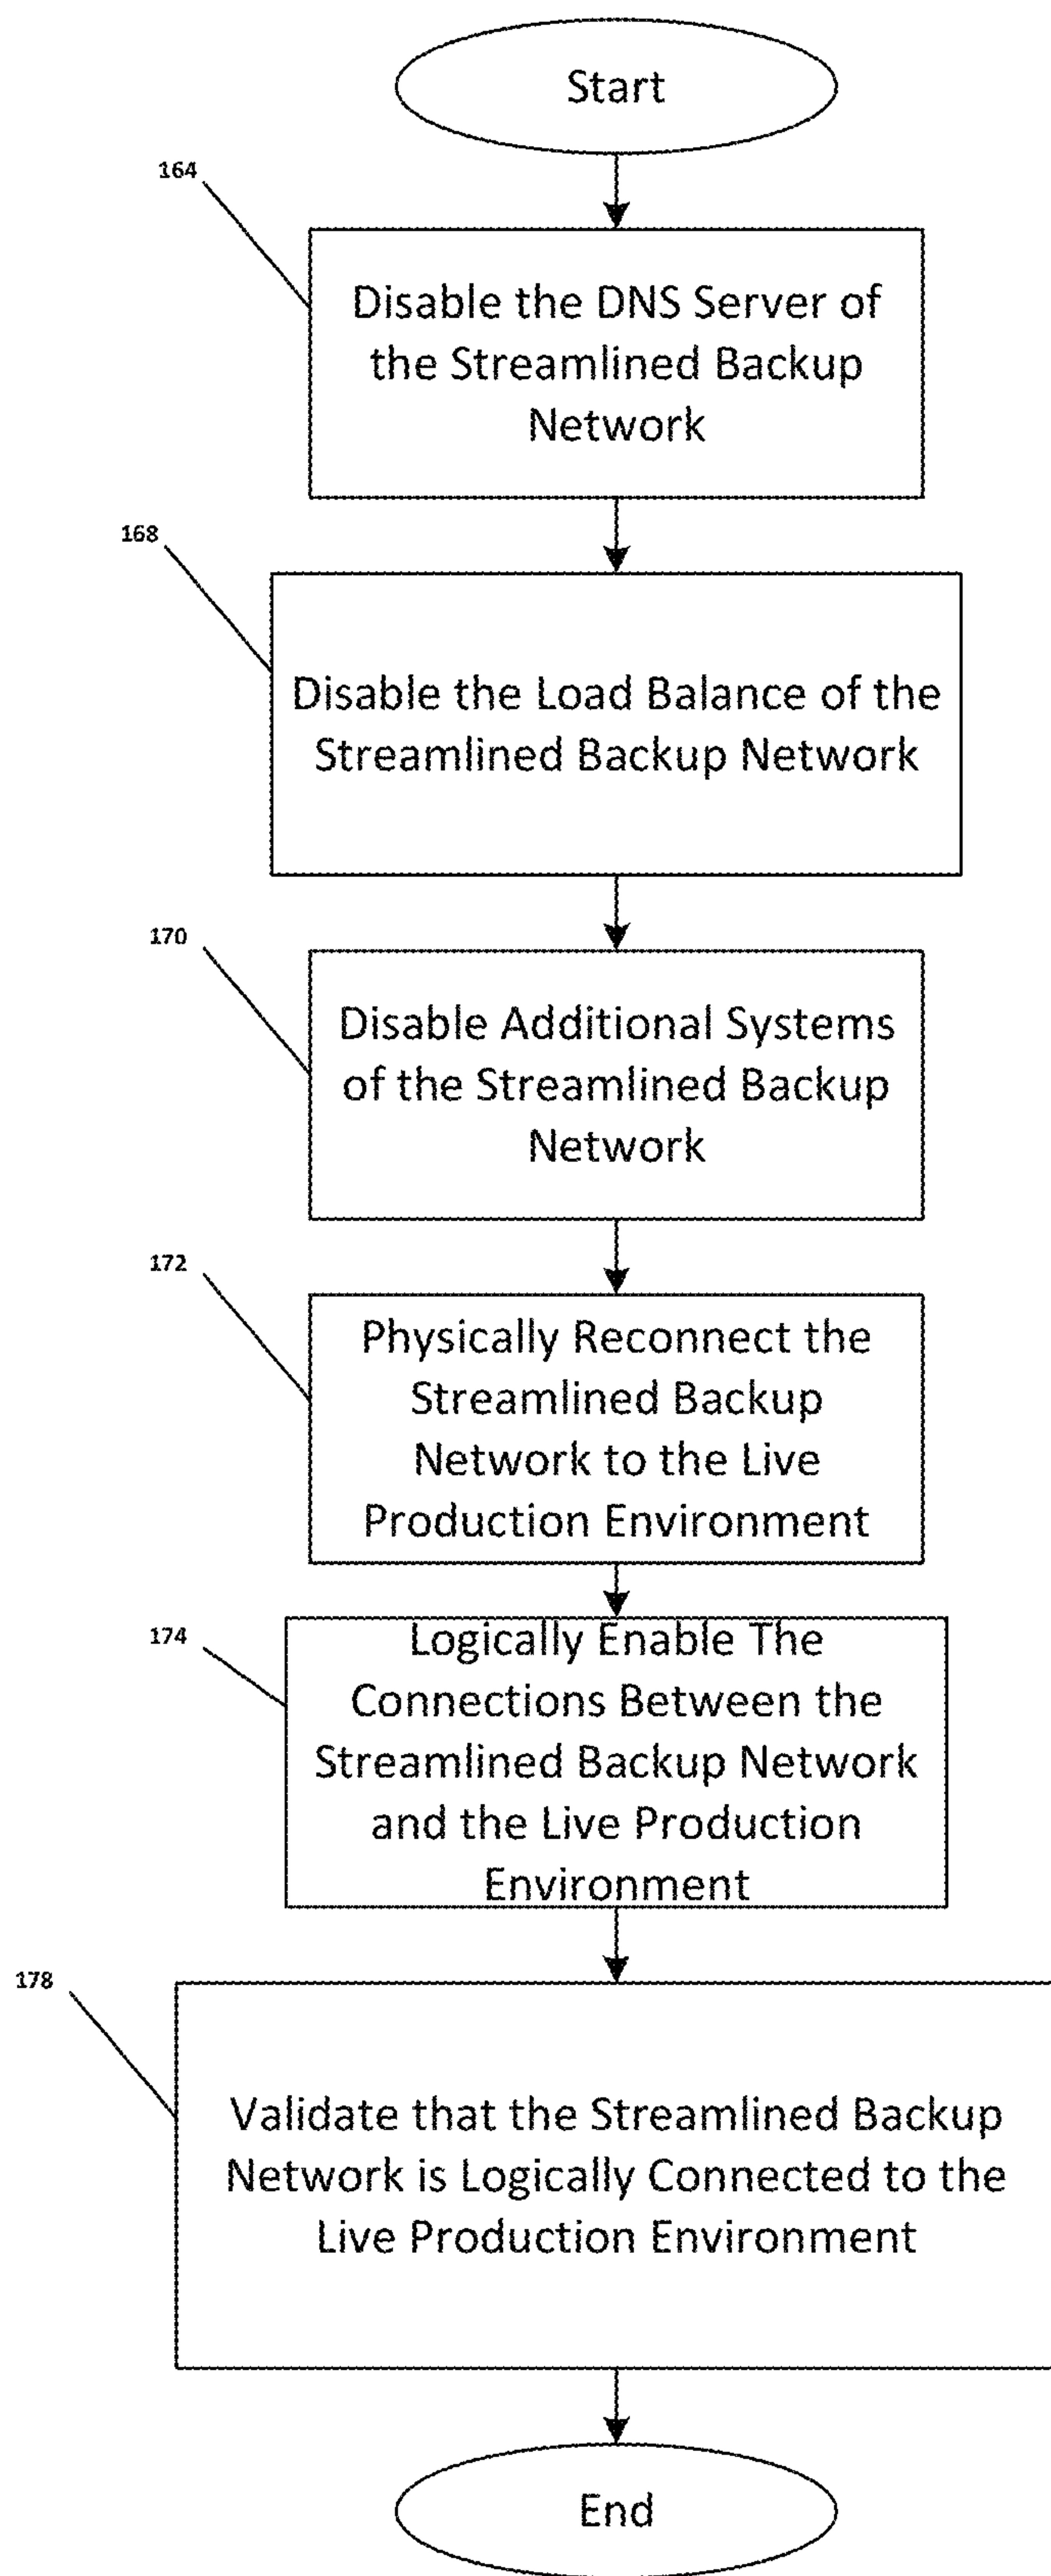 Start
164
Disable the DNS Server of
the Streamlined Backup
Network
168
Disable the Load Balance of the
Streamlined Backup Network
170
Disable Additional Systems
of the Streamlined Backup
Network
172
Physically Reconnect the
Streamlined Backup
Network to the Live
Production Environment
174
Logically Enable The
Connections Between the
Streamlined Backup Network
and the Live Production
Environment
178
Validate that the Streamlined Backup
Network is Logically Connected to the
Live Production Environment
End